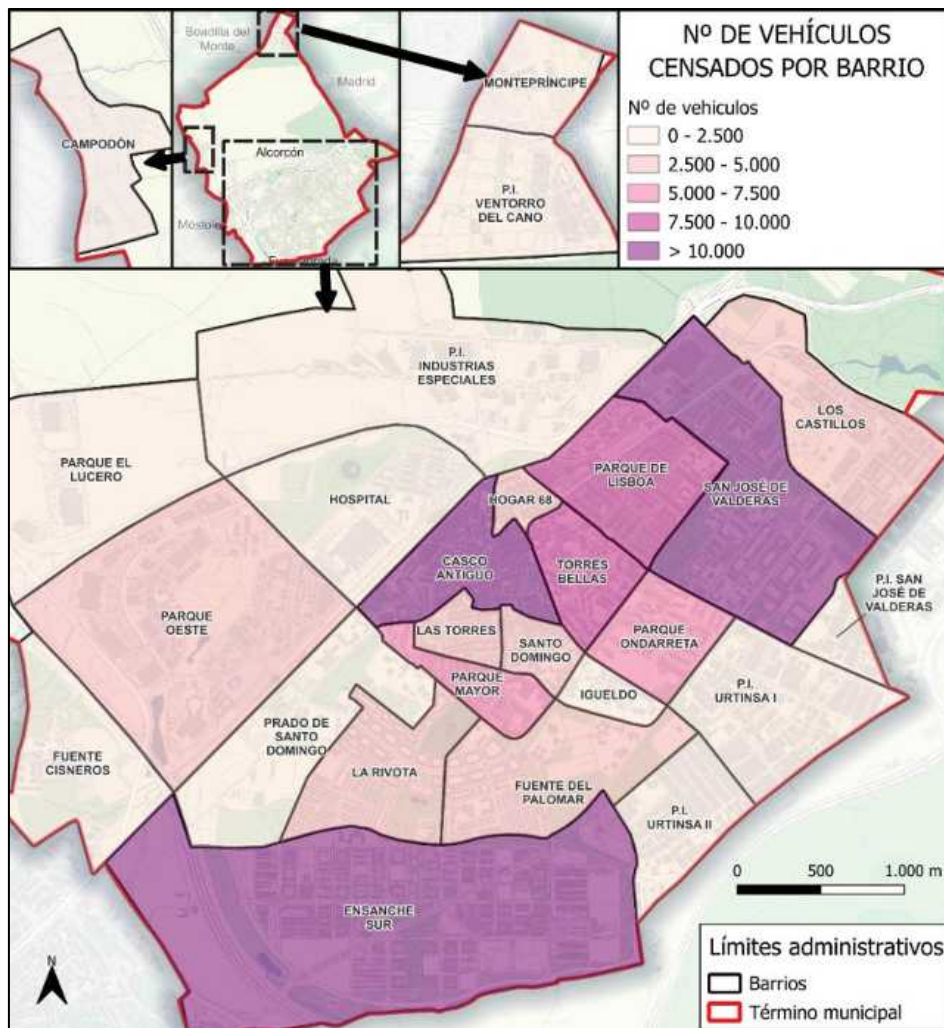 Boadilla del
Monte
Madrid
Alcorcón
CAMPODÓN
MONTEPRÍNCIPE
P.I.
VENTORRO
DEL CANO
Nº DE VEHÍCULOS
CENSADOS POR BARRIO
Nº de vehiculos
0 - 2.500
2.500 - 5.000
5.000 - 7.500
7.500 - 10.000
> 10.000
P.I.
INDUSTRIAS
ESPECIALES
LOS
CASTILLOS
PARQUE EL
LUCERO
HOSPITAL
HOGAR 68
PARQUE DE
LISBOA
SAN JOSÉ DE
VALDERAS
CASCO
ANTIGUO
TORRES
BELLAS
P.I. SAN
JOSÉ DE
VALDERAS
PARQUE
OESTE
LAS TORRES
SANTO
DOMINGO
PARQUE
ONDARRETA
PARQUE
MAYOR
IGUELDO
P.I.
URTINSA I
PRADO DE
SANTO
DOMINGO
FUENTE
CISNEROS
LA RIVOTA
FUENTE DEL
PALOMAR
P.I.
URTINSA II
ENSANCHE
SUR
0 500 1.000 m
N
Límites administrativos
Barrios
Término municipal